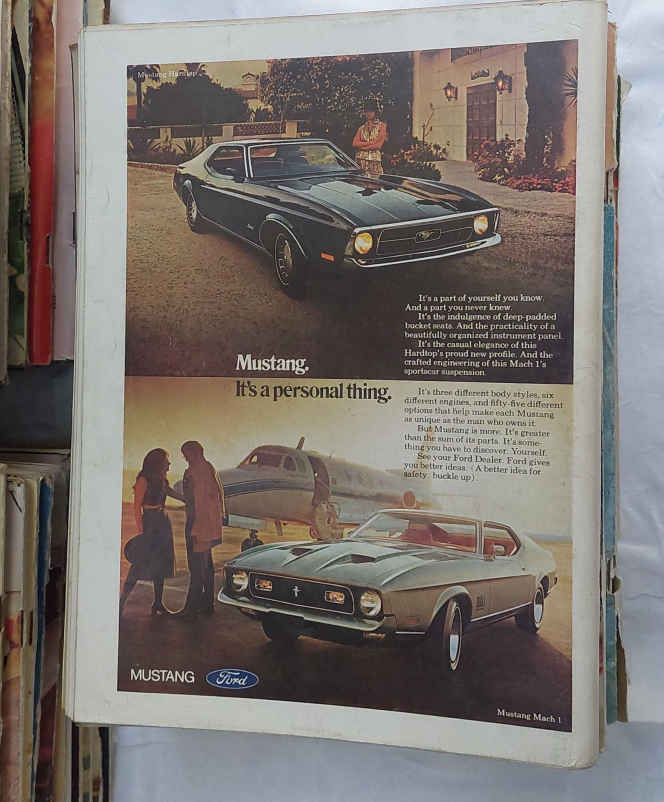 Mustang Hardtop
It's a part of yourself you know.
And a part you never knew.
It's the indulgence of deep-padded
bucket seats. And the practicality of a
beautifully organized instrument panel.
It's the casual elegance of this
Hardtop's proud new profile. And the
crafted engineering of this Mach 1's
sportscar suspension.
Mustang.
It's a personal thing.
It's three different body styles, six
different engines, and fifty-five different
options that help make each Mustang
as unique as the man who owns it.
But Mustang is more. It's greater
than the sum of its parts. It's some-
thing you have to discover. Yourself.
See your Ford Dealer. Ford gives
you better ideas. (A better idea for
safety: buckle up).
MUSTANG Ford
Mustang Mach 1